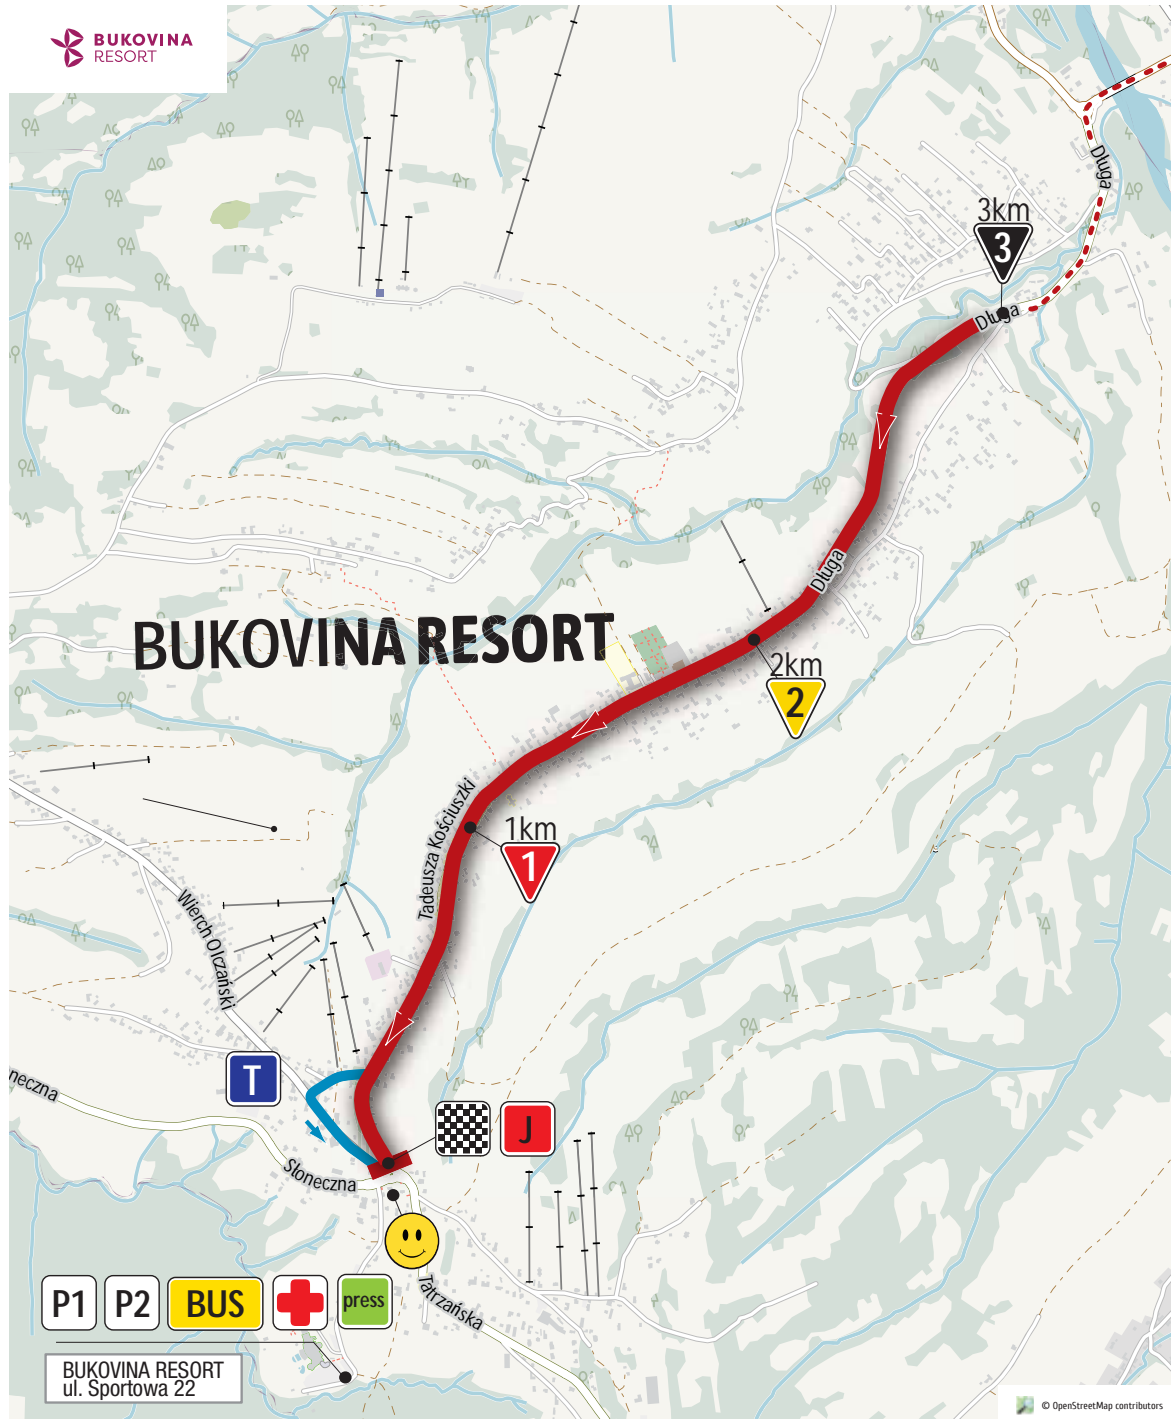 BUKOVINA
RESORT
Długa
3km
3
Długa
Długa
BUKOVINA RESORT
2km
2
Tadeusza Kościuszki
1km
1
Wierch Olczański
T
neczna
J
Słoneczna
Tatrzańska
P1 P2 BUS press
BUKOVINA RESORT
ul. Sportowa 22
© OpenStreetMap contributors